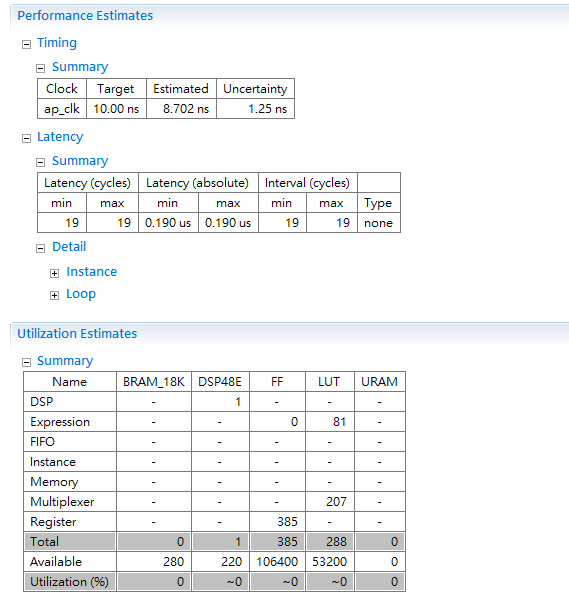 Performance Estimates
Timing
Summary
Clock Target Estimated Uncertainty
ap_clk 10.00 ns 8.702 ns 1.25 ns
Latency
Summary
Latency (cycles) Latency (absolute) Interval (cycles)
min max min max min max Type
19 19 0.190 us 0.190 us 19 19 none
Detail
Instance
Loop
Utilization Estimates
Summary
Name BRAM_18K DSP48E FF LUT URAM
DSP - 1 - - -
Expression - - 0 81 -
FIFO - - - - -
Instance - - - - -
Memory - - - - -
Multiplexer - - - 207 -
Register - - 385 - -
Total 0 1 385 288 0
Available 280 220 106400 53200 0
Utilization (%) 0 ~0 ~0 ~0 0